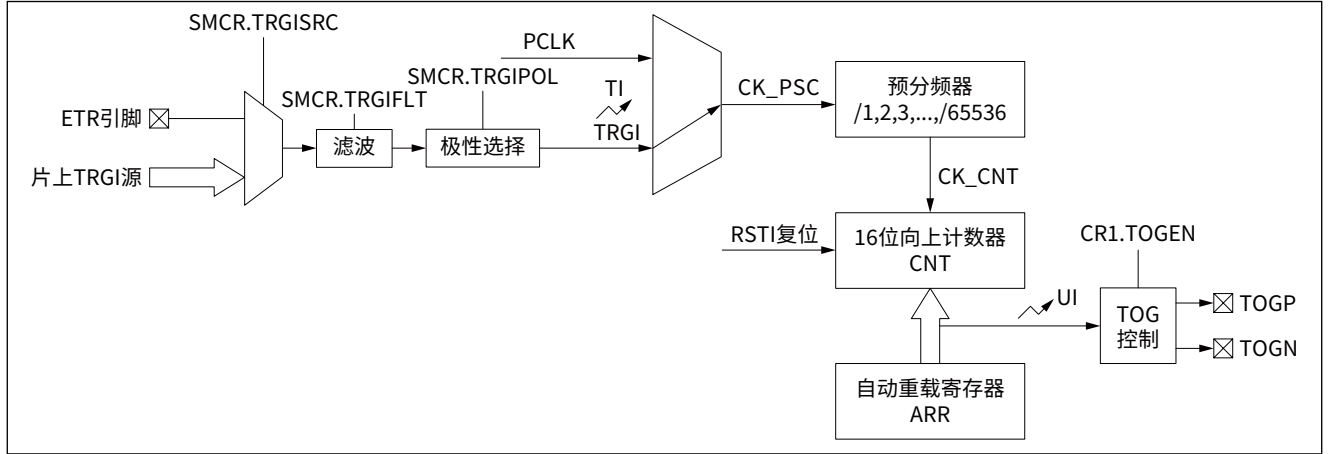 SMCR.TRGISRC
PCLK
SMCR.TRGIPOL
TI
CK_PSC
预分频器
/1,2,3,...,/65536
SMCR.TRGIFLT
ETR引脚
滤波
极性选择
TRGI
片上TRGI源
CK_CNT
RSTI复位
16位向上计数器
CNT
CR1.TOGEN
UI
TOG
控制
TOGP
TOGN
自动重载寄存器
ARR